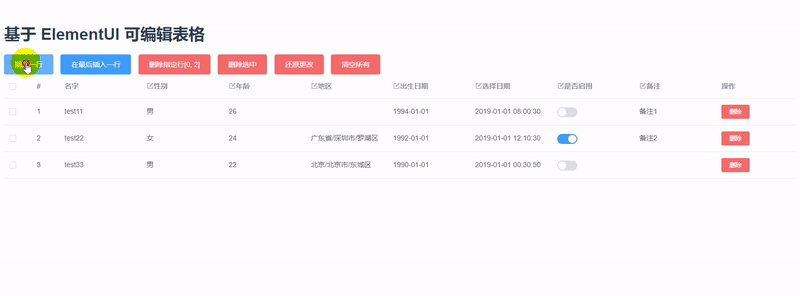 基于 ElementUI 可编辑表格
在最后插入一行 删除指定行[0, 2] 删除选中 还原更改 清空所有
# 名字 性别 年龄 地区 出生日期 选择日期 是否启用 备注 操作
1 test11 男 26 1994-01-01 2019-01-01 08:00:30 备注1 删除
2 test22 女 24 广东省/深圳市/罗湖区 1992-01-01 2019-01-01 12:10:30 备注2 删除
3 test33 男 22 北京/北京市/东城区 1990-01-01 2019-01-01 00:30:50 删除